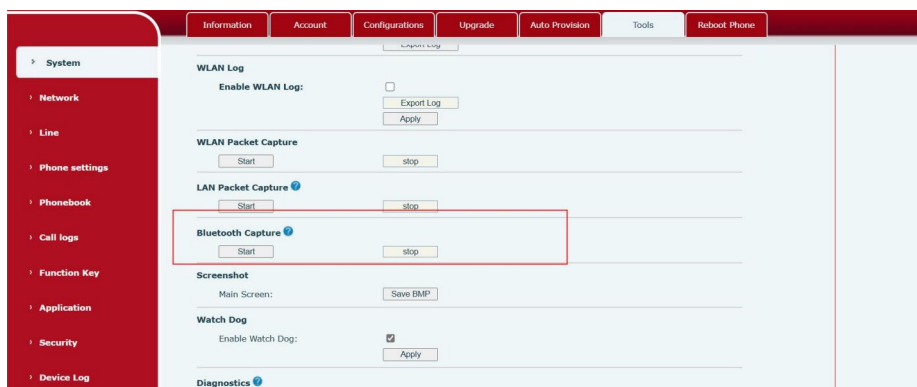 Information Account Configurations Upgrade Auto Provision Tools Reboot Phone
System
Network
Line
Phone settings
Phonebook
Call logs
Function Key
Application
Security
Device Log
Export Log
WLAN Log
Enable WLAN Log:
Export Log
Apply
WLAN Packet Capture
Start stop
LAN Packet Capture ?
Start stop
Bluetooth Capture ?
Start stop
Screenshot
Main Screen: Save BMP
Watch Dog
Enable Watch Dog:
Apply
Diagnostics ?